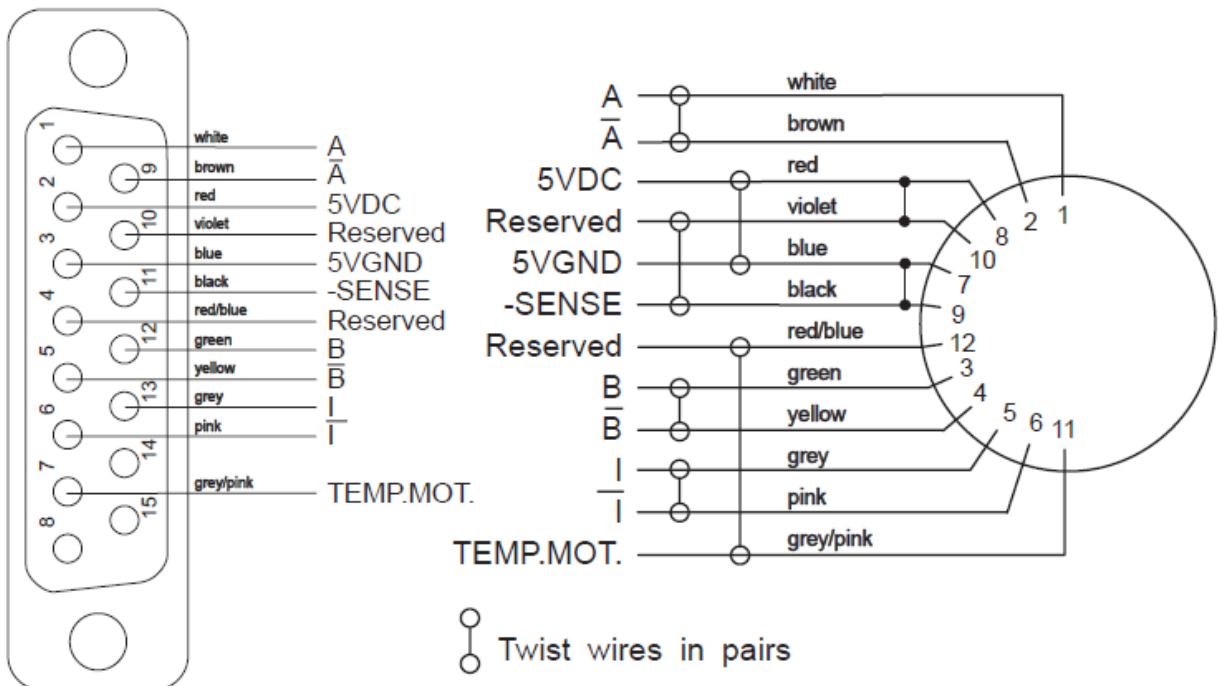 1 white A
9 brown A̅
2 red 5VDC
10 violet Reserved
3 blue 5VGND
11 black -SENSE
4 red/blue Reserved
12 green B
5 yellow B̅
13 grey I
6 pink I̅
14
7 grey/pink TEMP.MOT.
15
8
A white 1
A̅ brown 2
5VDC red 8
Reserved violet 10
5VGND blue 7
-SENSE black 9
Reserved red/blue 12
B green 3
B̅ yellow 4
I grey 5
I̅ pink 6
TEMP.MOT. grey/pink 11
Twist wires in pairs